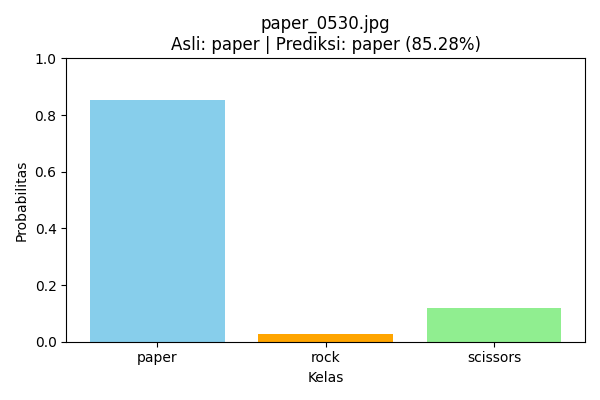 paper_0530.jpg
Asli: paper | Prediksi: paper (85.28%)
1.0
0.8
0.6
0.4
0.2
0.0
Probabilitas
paper rock scissors
Kelas